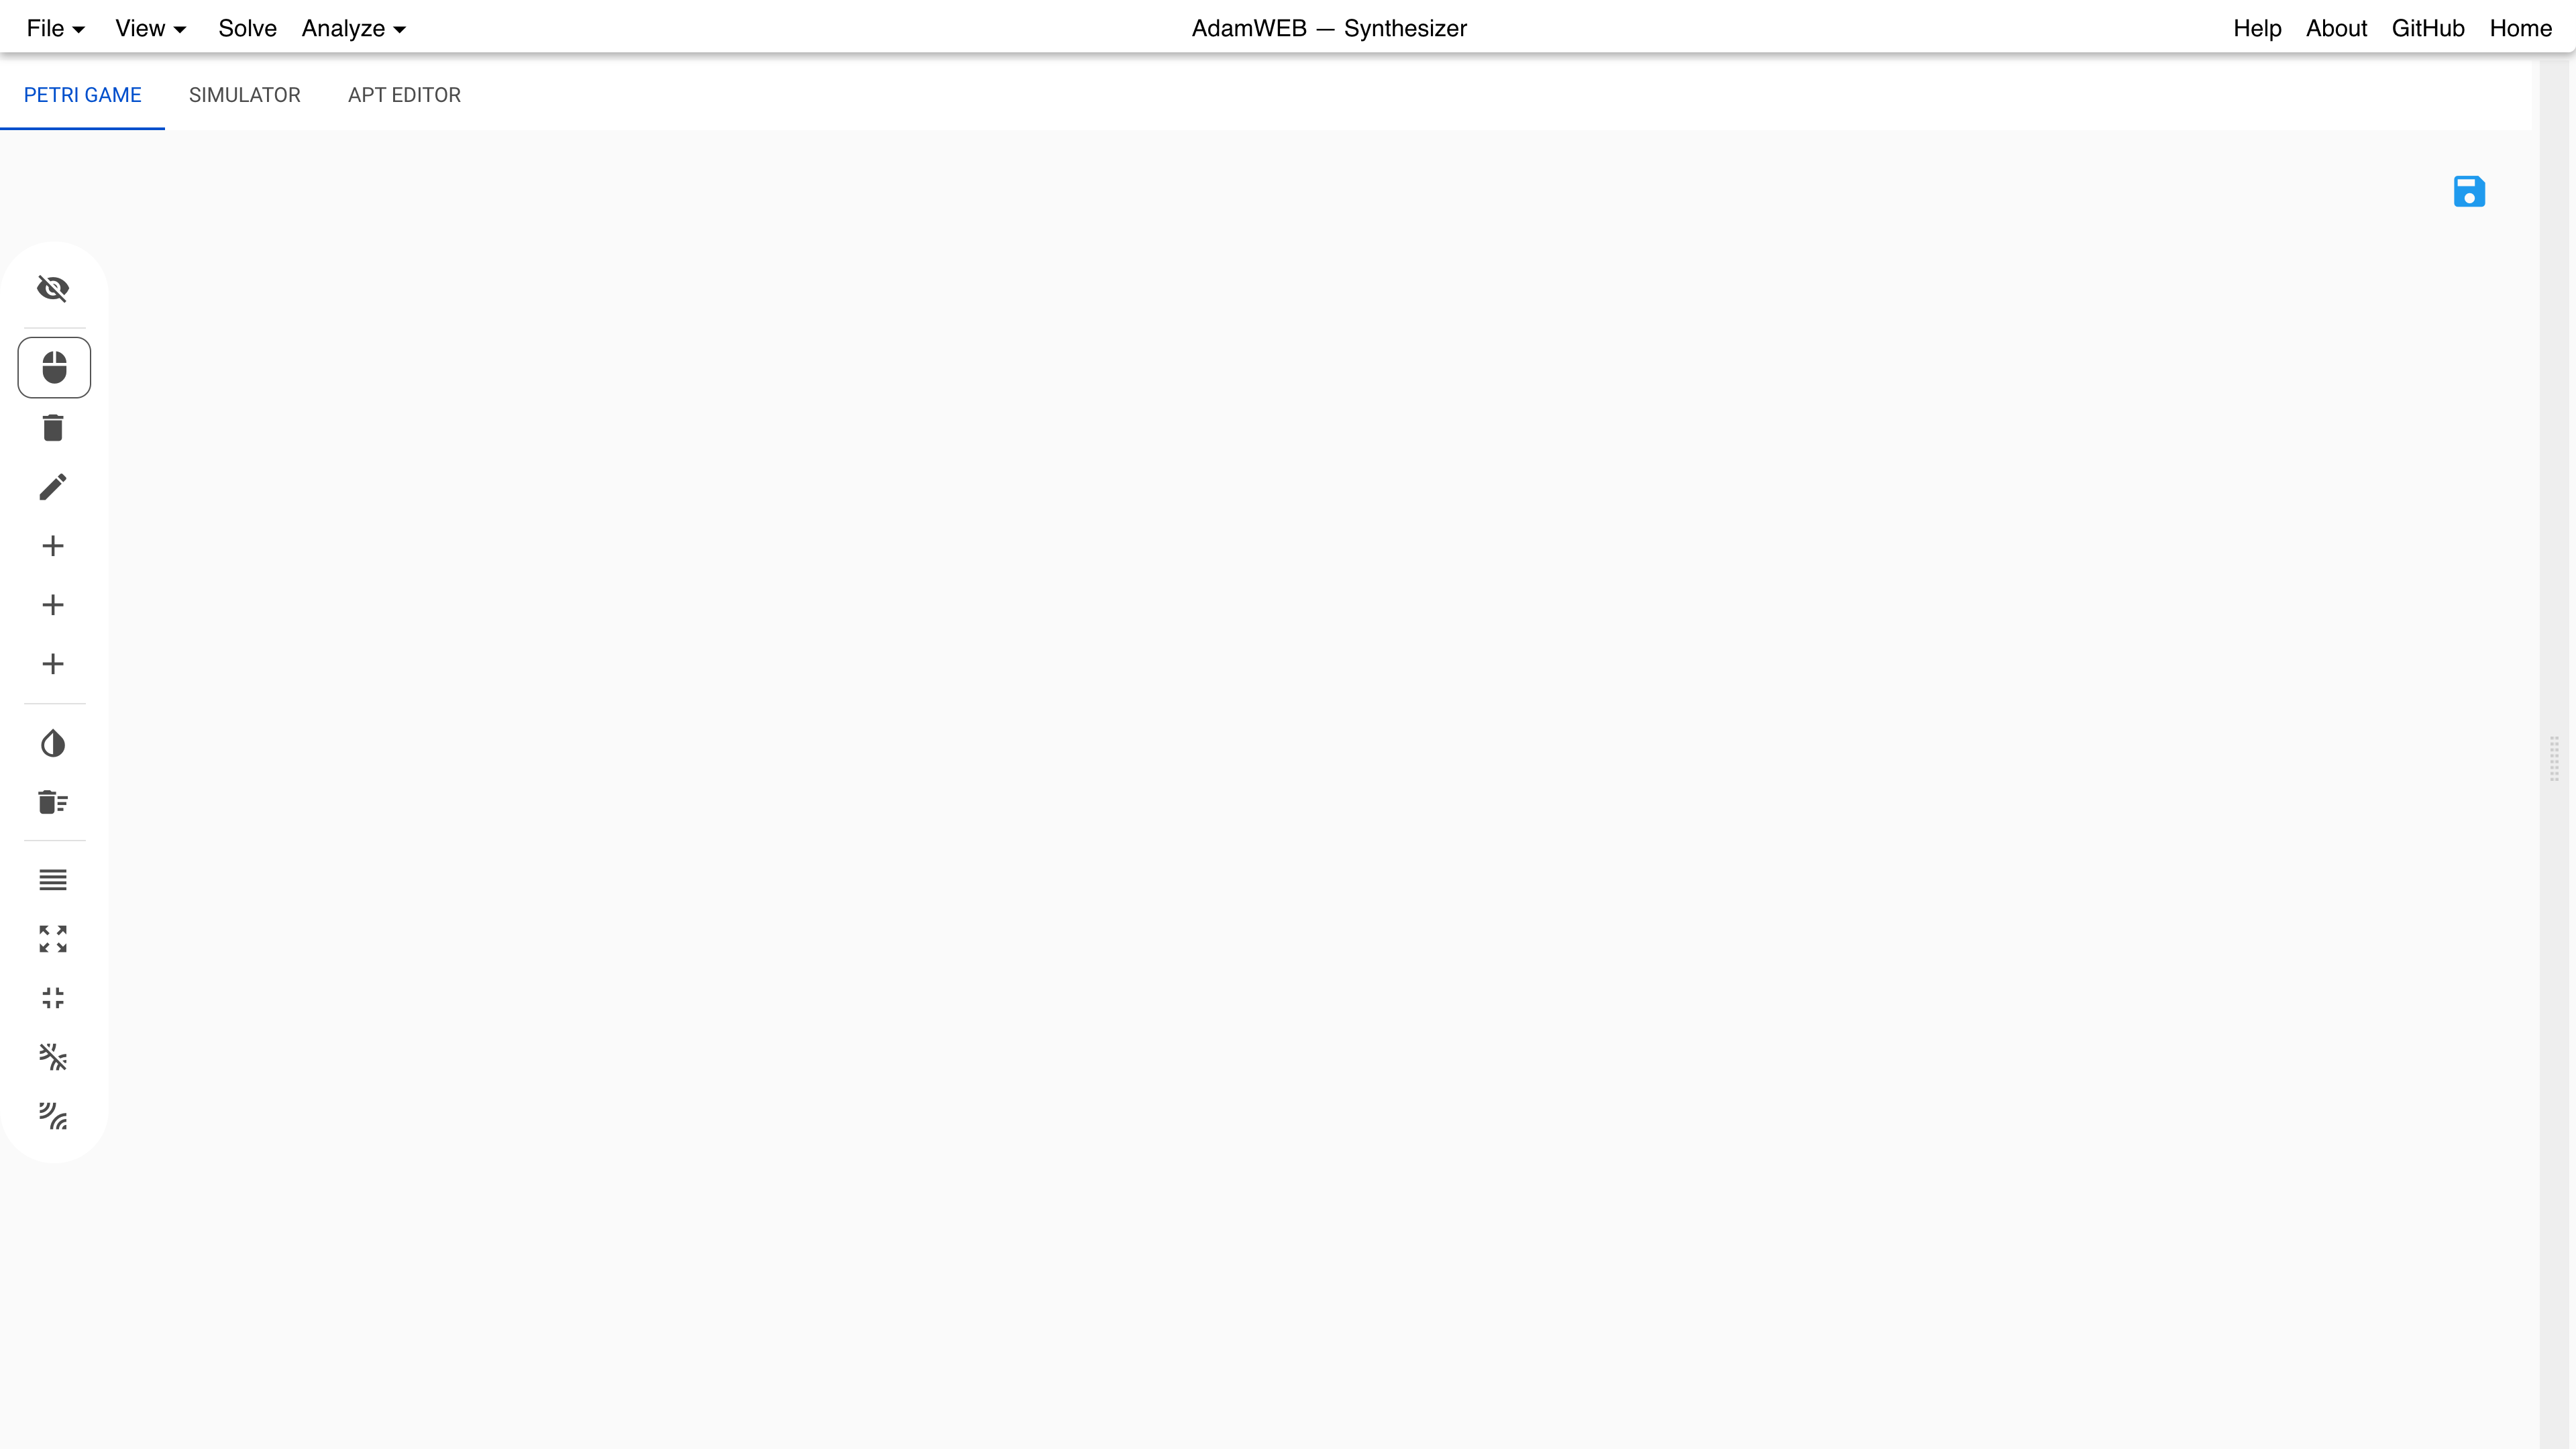 File View Solve Analyze AdamWEB — Synthesizer Help About GitHub Home
PETRI GAME SIMULATOR APT EDITOR